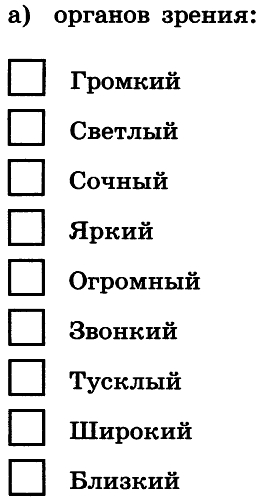 а) органов зрения:
Громкий
Светлый
Сочный
Яркий
Огромный
Звонкий
Тусклый
Широкий
Близкий